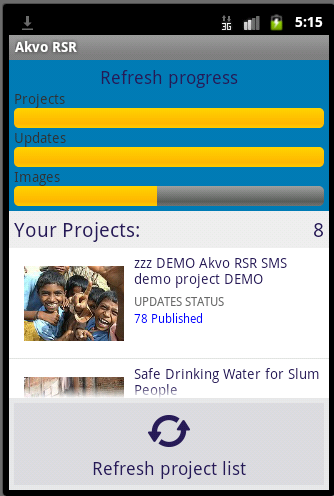 3G 5:15
Akvo RSR
Refresh progress
Projects
Updates
Images
Your Projects: 8
zzz DEMO Akvo RSR SMS
demo project DEMO
UPDATES STATUS
78 Published
Safe Drinking Water for Slum
People
Refresh project list